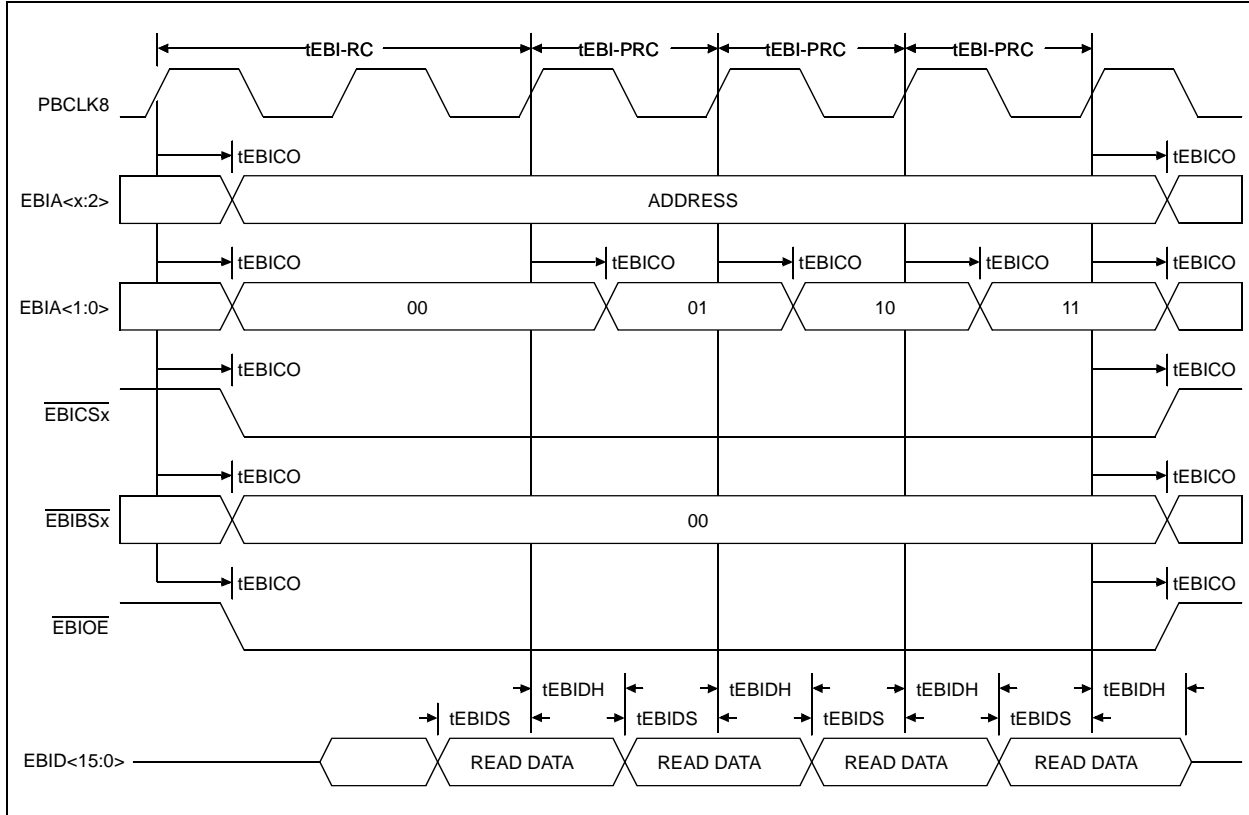 tEBI-RC tEBI-PRC tEBI-PRC tEBI-PRC
PBCLK8
tEBICO tEBICO
EBIA<x:2> ADDRESS
tEBICO tEBICO tEBICO tEBICO tEBICO
EBIA<1:0> 00 01 10 11
tEBICO tEBICO
EBICSx
tEBICO tEBICO
EBIBSx 00
tEBICO tEBICO
EBIOE
tEBIDH tEBIDH tEBIDH tEBIDH
tEBIDS tEBIDS tEBIDS tEBIDS
EBID<15:0> READ DATA READ DATA READ DATA READ DATA